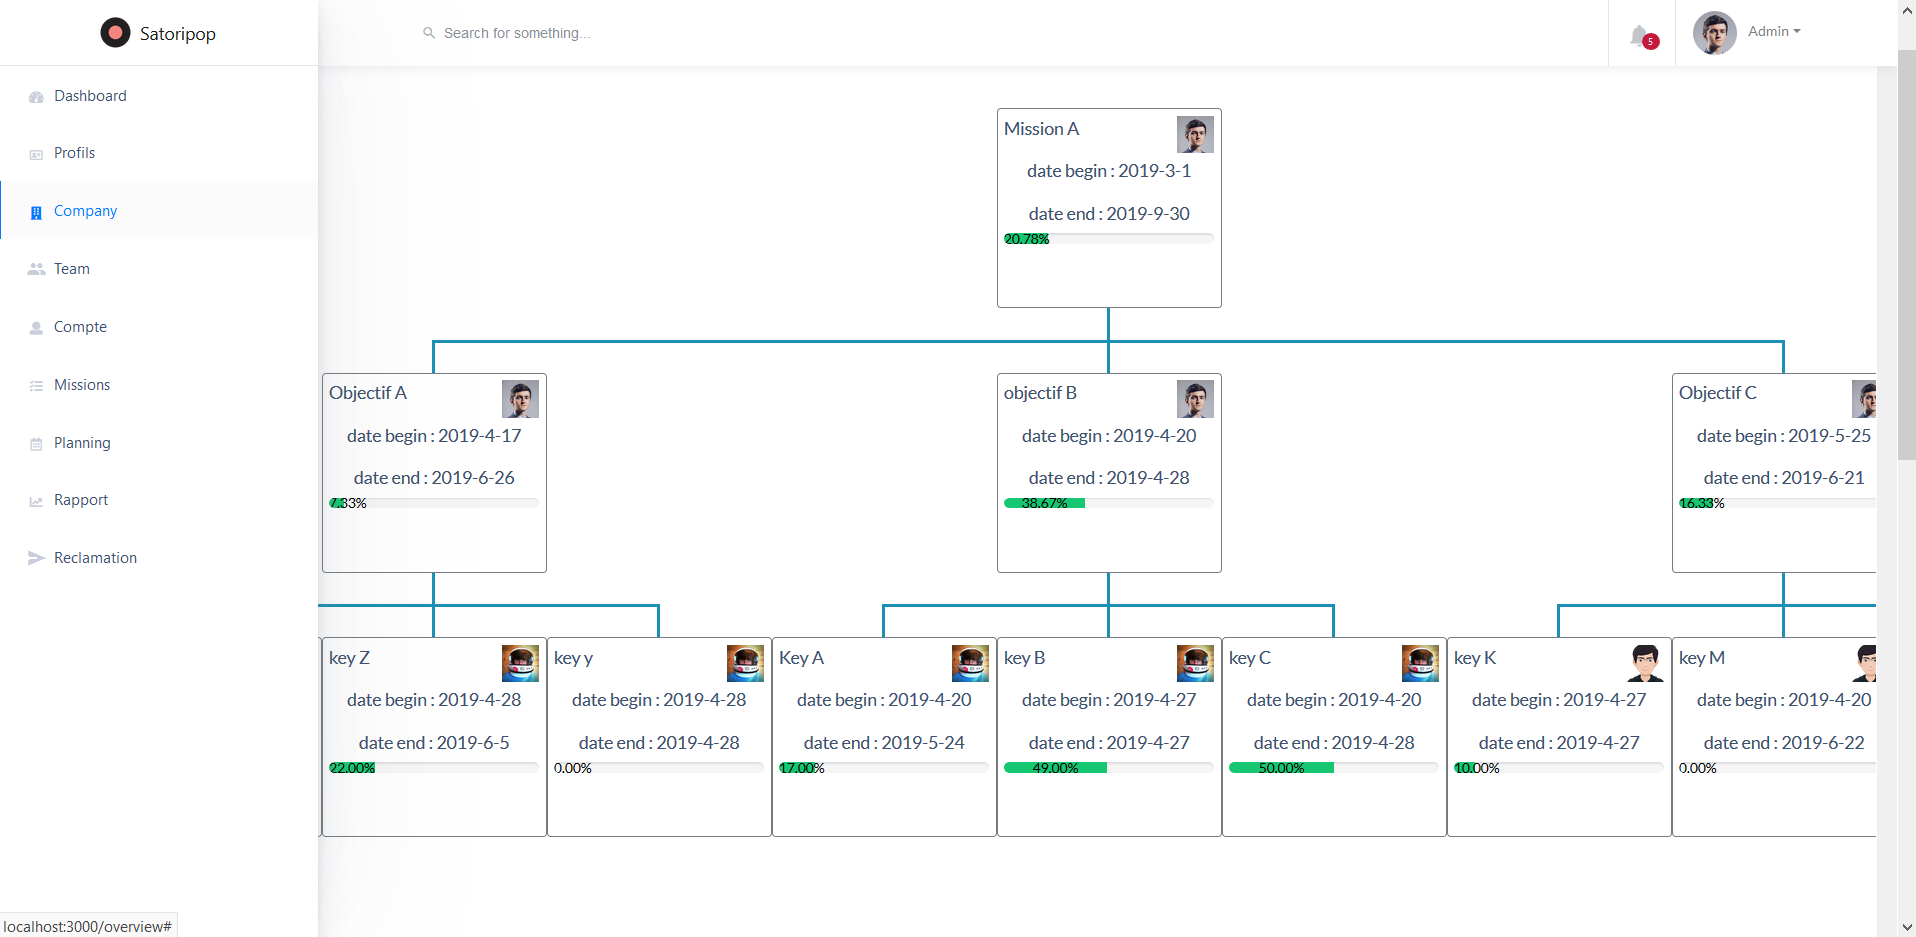 Satoripop
Search for something...
5
Admin
Dashboard
Profils
Company
Team
Compte
Missions
Planning
Rapport
Reclamation
Mission A
date begin : 2019-3-1
date end : 2019-9-30
20.78%
Objectif A
date begin : 2019-4-17
date end : 2019-6-26
7.33%
objectif B
date begin : 2019-4-20
date end : 2019-4-28
38.67%
Objectif C
date begin : 2019-5-25
date end : 2019-6-21
16.33%
key Z
date begin : 2019-4-28
date end : 2019-6-5
22.00%
key y
date begin : 2019-4-28
date end : 2019-4-28
0.00%
Key A
date begin : 2019-4-20
date end : 2019-5-24
17.00%
key B
date begin : 2019-4-27
date end : 2019-4-27
49.00%
key C
date begin : 2019-4-20
date end : 2019-4-28
50.00%
key K
date begin : 2019-4-27
date end : 2019-4-27
10.00%
key M
date begin : 2019-4-20
date end : 2019-6-22
0.00%
localhost:3000/overview#